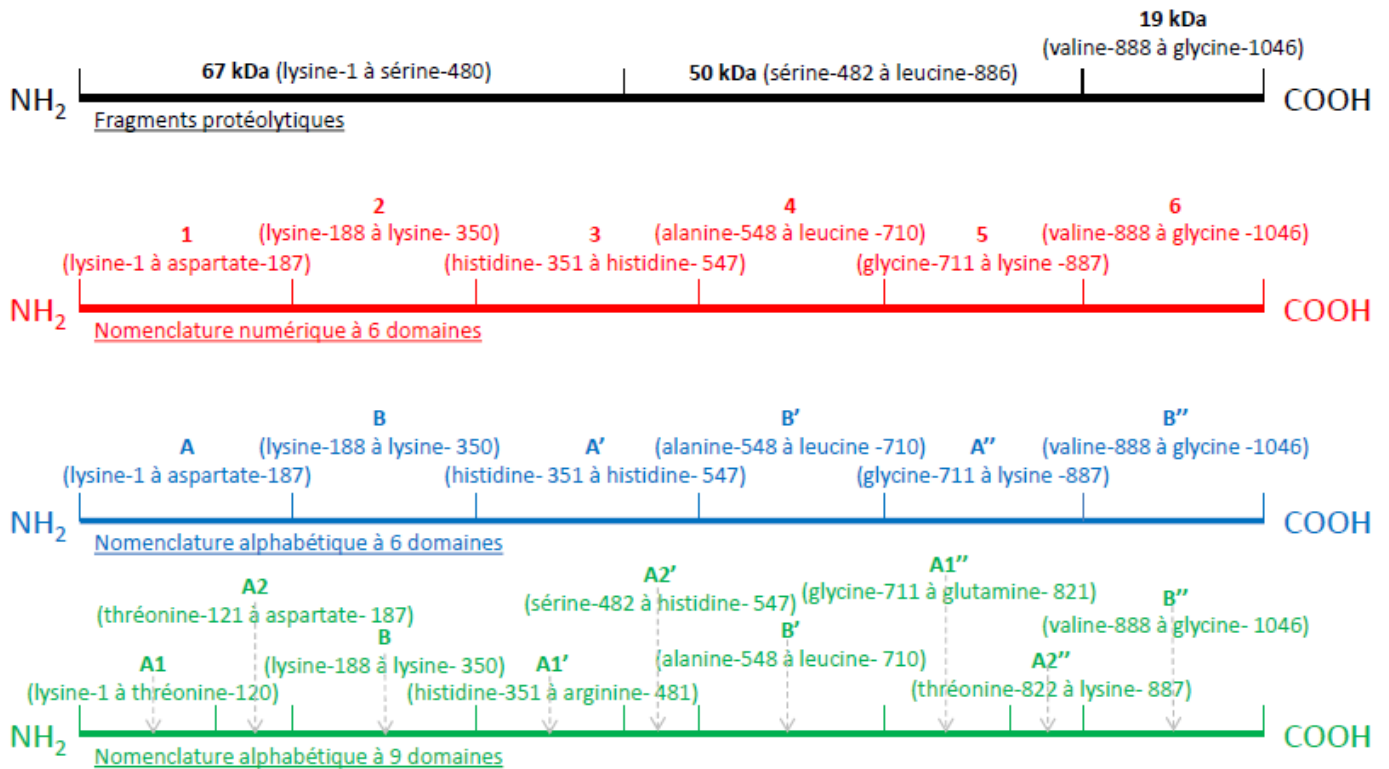 19 kDa
(valine-888 à glycine-1046)
67 kDa (lysine-1 à sérine-480)
50 kDa (sérine-482 à leucine-886)
NH2
COOH
Fragments protéolytiques
2
4
6
(lysine-188 à lysine- 350)
(alanine-548 à leucine -710)
(valine-888 à glycine -1046)
1
3
5
(lysine-1 à aspartate-187)
(histidine- 351 à histidine- 547)
(glycine-711 à lysine -887)
NH2
COOH
Nomenclature numérique à 6 domaines
B
B’
B’’
(lysine-188 à lysine- 350)
(alanine-548 à leucine -710)
(valine-888 à glycine -1046)
A
A’
A’’
(lysine-1 à aspartate-187)
(histidine- 351 à histidine- 547)
(glycine-711 à lysine -887)
NH2
COOH
Nomenclature alphabétique à 6 domaines
A2
(thréonine-121 à aspartate- 187)
A2’
(sérine-482 à histidine- 547)
A1’’
(glycine-711 à glutamine- 821)
B’’
(valine-888 à glycine- 1046)
B
(lysine-188 à lysine- 350)
B’
(alanine-548 à leucine- 710)
A1
(lysine-1 à thréonine-120)
A1’
(histidine-351 à arginine- 481)
A2’’
(thréonine-822 à lysine- 887)
NH2
COOH
Nomenclature alphabétique à 9 domaines